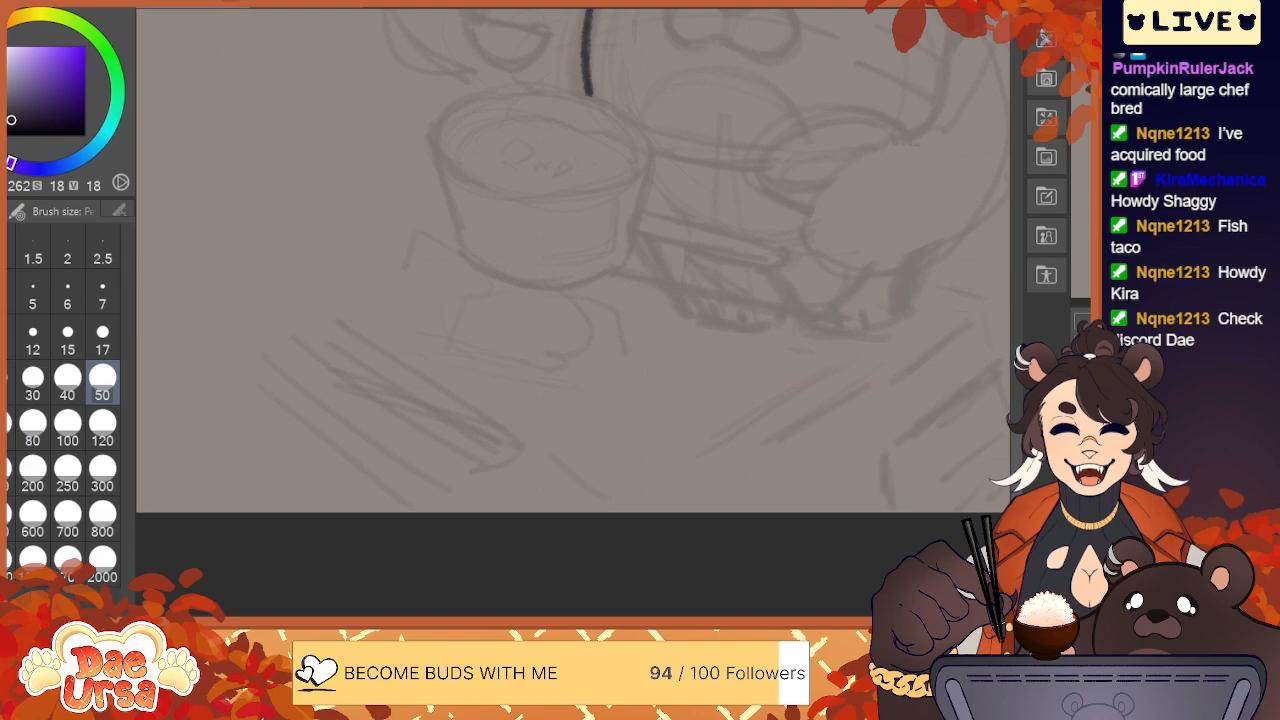 LIVE
PumpkinRulerJack
comically large chef
bred
Nqne1213 I've
acquired food
1ST KiraMechanica
Howdy Shaggy
Nqne1213 Fish
taco
Nqne1213 Howdy
Kira
Nqne1213 Check
Dae
262 S 18 V 18
Brush size:
1.5 2 2.5
5 6 7
12 15 17
30 40 50
80 100 120
200 250 300
600 700 800
2000
Dae
Ursa
BECOME BUDS WITH ME
94 / 100 Followers